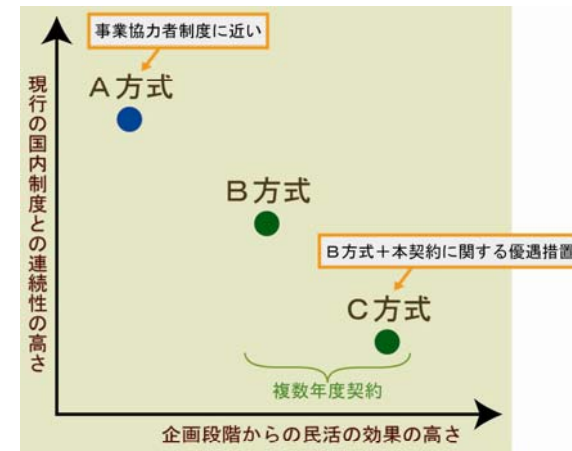 事業協力者制度に近い
A方式
B方式
B方式+本契約に関する優遇措置
C方式
複数年度契約
現行の国内制度との連続性の高さ
企画段階からの民活の効果の高さ